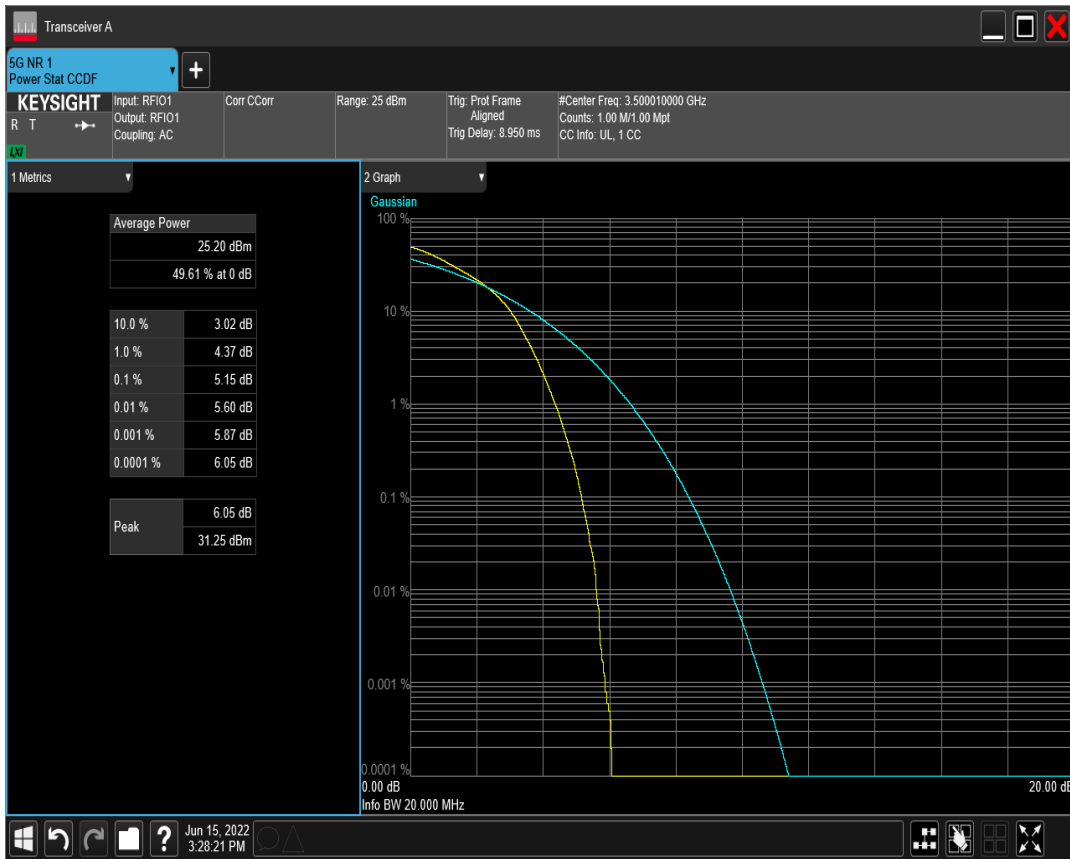 Transceiver A
5G NR 1
Power Stat CCDF
+
KEYSIGHT
R T
LXI
Input: RFIO1
Output: RFIO1
Coupling: AC
Corr CCorr
Range: 25 dBm
Trig: Prot Frame
Aligned
Trig Delay: 8.950 ms
#Center Freq: 3.500010000 GHz
Counts: 1.00 M/1.00 Mpt
CC Info: UL, 1 CC
1 Metrics
Average Power
25.20 dBm
49.61 % at 0 dB
10.0 % 3.02 dB
1.0 % 4.37 dB
0.1 % 5.15 dB
0.01 % 5.60 dB
0.001 % 5.87 dB
0.0001 % 6.05 dB
Peak
6.05 dB
31.25 dBm
2 Graph
Gaussian
100 %
10 %
1 %
0.1 %
0.01 %
0.001 %
0.0001 %
0.00 dB
20.00 dB
Info BW 20.000 MHz
?
Jun 15, 2022
3:28:21 PM